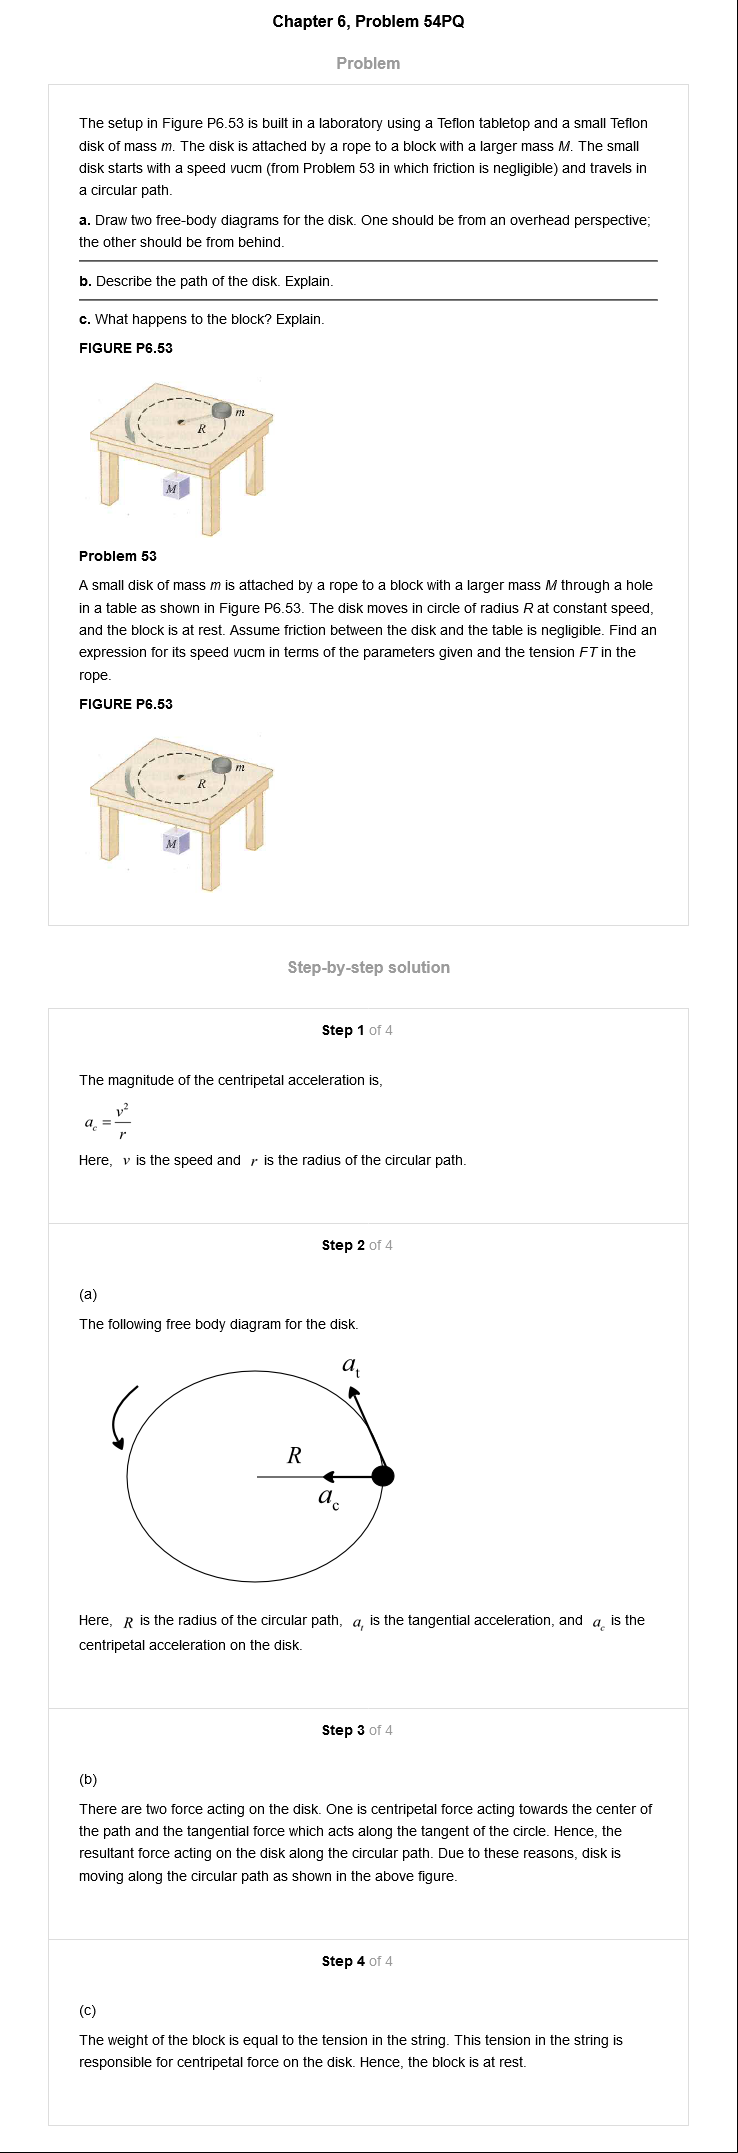 Chapter 6, Problem 54PQ
Problem
The setup in Figure P6.53 is built in a laboratory using a Teflon tabletop and a small Teflon
disk of mass m. The disk is attached by a rope to a block with a larger mass M. The small
disk starts with a speed vucm (from Problem 53 in which friction is negligible) and travels in
a circular path.
a. Draw two free-body diagrams for the disk. One should be from an overhead perspective;
the other should be from behind.
b. Describe the path of the disk. Explain.
c. What happens to the block? Explain.
FIGURE P6.53
m
R
M
Problem 53
A small disk of mass m is attached by a rope to a block with a larger mass M through a hole
in a table as shown in Figure P6.53. The disk moves in circle of radius R at constant speed,
and the block is at rest. Assume friction between the disk and the table is negligible. Find an
expression for its speed vucm in terms of the parameters given and the tension FT in the
rope.
FIGURE P6.53
m
R
M
Step-by-step solution
Step 1 of 4
The magnitude of the centripetal acceleration is,
a_c = v²/r
Here, v is the speed and r is the radius of the circular path.
Step 2 of 4
(a)
The following free body diagram for the disk.
a_t
R
a_c
Here, R is the radius of the circular path, a_t is the tangential acceleration, and a_c is the
centripetal acceleration on the disk.
Step 3 of 4
(b)
There are two force acting on the disk. One is centripetal force acting towards the center of
the path and the tangential force which acts along the tangent of the circle. Hence, the
resultant force acting on the disk along the circular path. Due to these reasons, disk is
moving along the circular path as shown in the above figure.
Step 4 of 4
(c)
The weight of the block is equal to the tension in the string. This tension in the string is
responsible for centripetal force on the disk. Hence, the block is at rest.